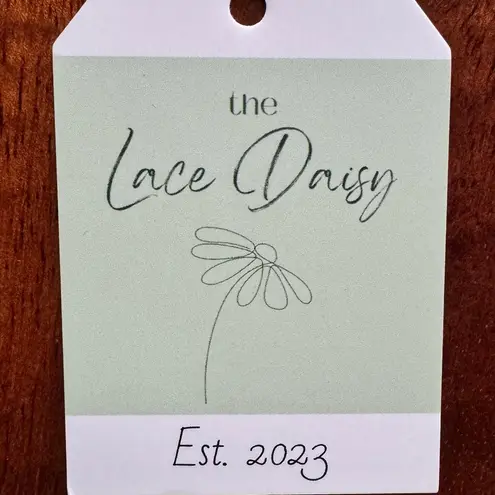 the
Lace Daisy
Est. 2023